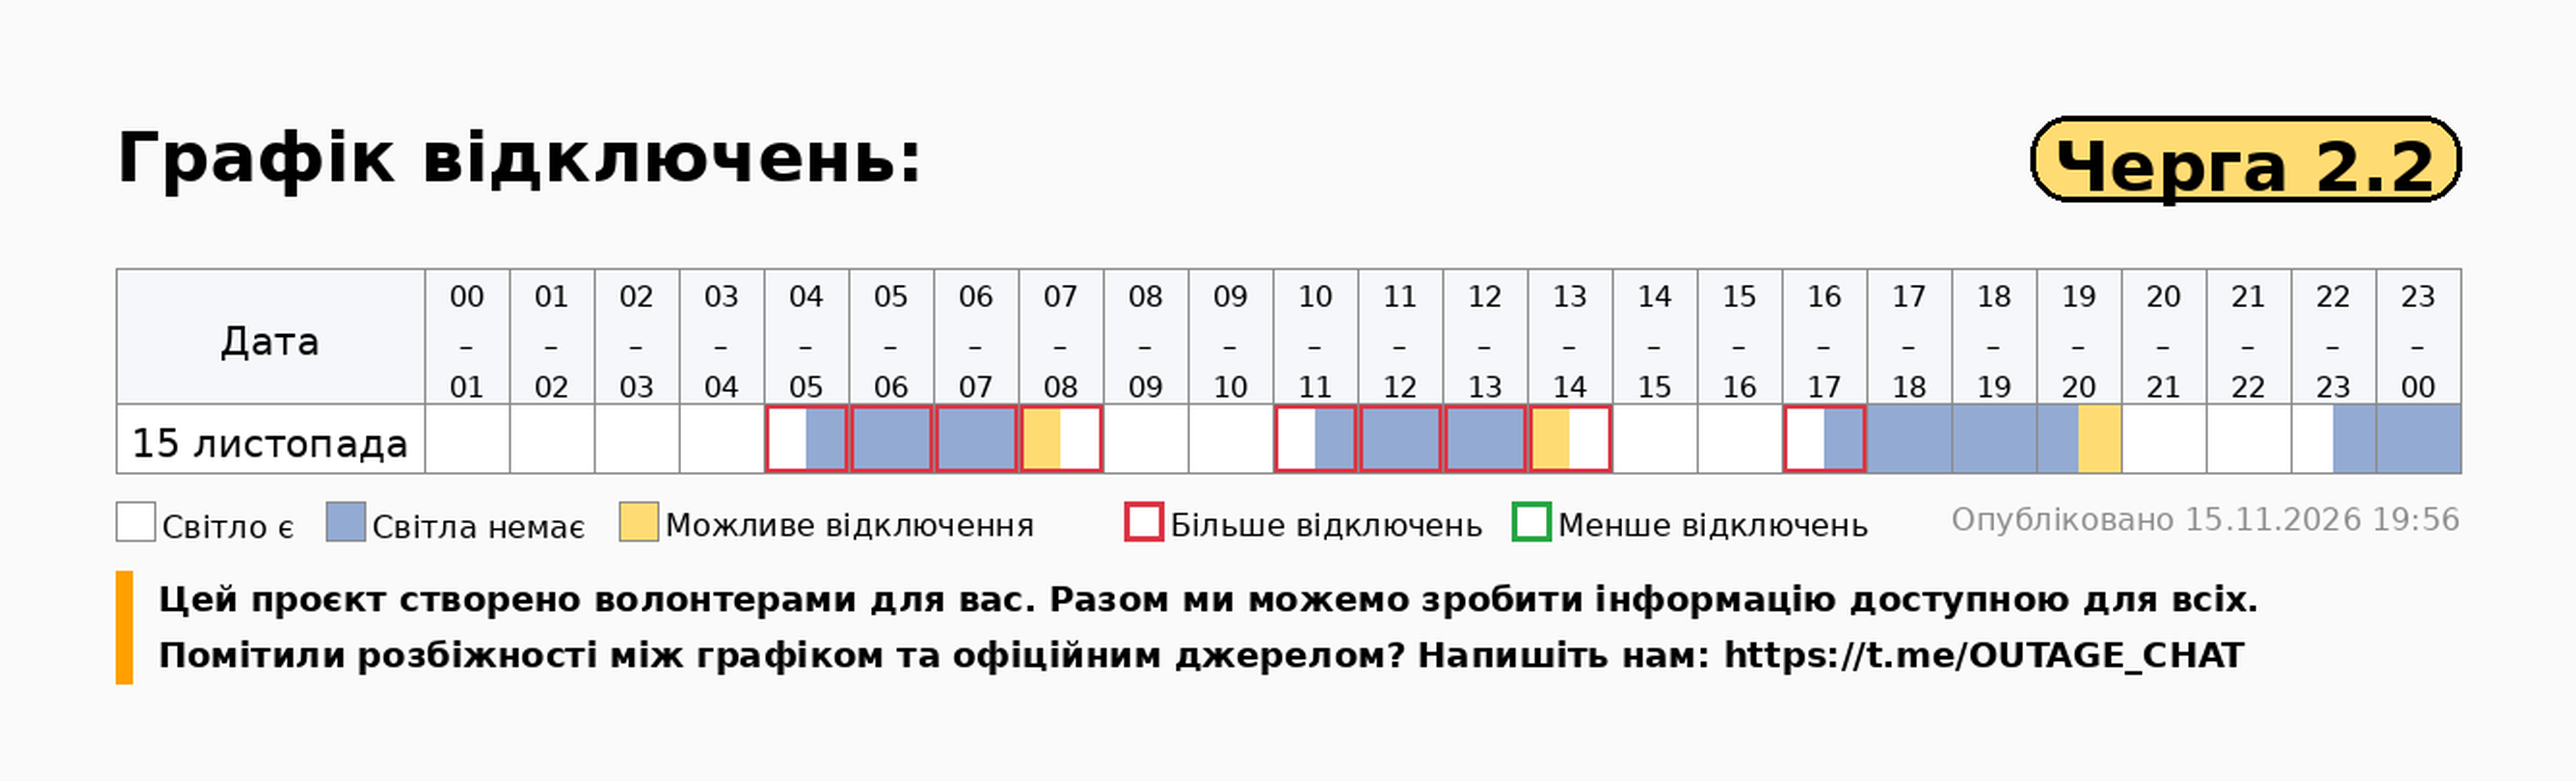 Графік відключень:
Черга 2.2
Дата
00 – 01
01 – 02
02 – 03
03 – 04
04 – 05
05 – 06
06 – 07
07 – 08
08 – 09
09 – 10
10 – 11
11 – 12
12 – 13
13 – 14
14 – 15
15 – 16
16 – 17
17 – 18
18 – 19
19 – 20
20 – 21
21 – 22
22 – 23
23 – 00
15 листопада
Світло є
Світла немає
Можливе відключення
Більше відключень
Менше відключень
Опубліковано 15.11.2026 19:56
Цей проєкт створено волонтерами для вас. Разом ми можемо зробити інформацію доступною для всіх.
Помітили розбіжності між графіком та офіційним джерелом? Напишіть нам: https://t.me/OUTAGE_CHAT